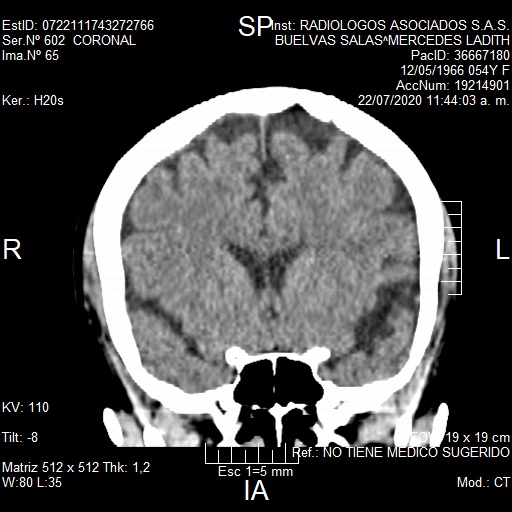 EstID: 0722111743272766
Ser.Nº 602 CORONAL
Ima.Nº 65
Ker.: H20s
SP
Inst: RADIOLOGOS ASOCIADOS S.A.S.
BUELVAS SALAS^MERCEDES LADITH
PacID: 36667180
12/05/1966 054Y F
AccNum: 19214901
22/07/2020 11:44:03 a. m.
R
L
KV: 110
Tilt: -8
Matriz 512 x 512 Thk: 1,2
W:80 L:35
Esc 1=5 mm
IA
FOV: 19 x 19 cm
Ref.: NO TIENE MEDICO SUGERIDO
Mod.: CT